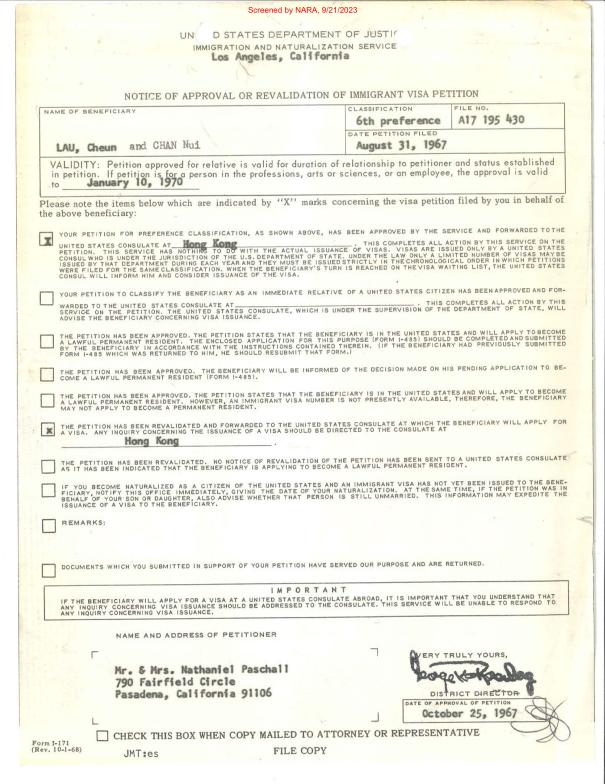 Screened by NARA, 9/21/2023
UN D STATES DEPARTMENT OF JUSTIC
IMMIGRATION AND NATURALIZATION SERVICE
Los Angeles, California
NOTICE OF APPROVAL OR REVALIDATION OF IMMIGRANT VISA PETITION
NAME OF BENEFICIARY
LAU, Cheun and CHAN Nui
CLASSIFICATION
6th preference
FILE NO.
A17 195 430
DATE PETITION FILED
August 31, 1967
VALIDITY: Petition approved for relative is valid for duration of relationship to petitioner and status established
in petition. If petition is for a person in the professions, arts or sciences, or an employee, the approval is valid
to January 10, 1970
Please note the items below which are indicated by "X" marks concerning the visa petition filed by you in behalf of
the above beneficiary:
X YOUR PETITION FOR PREFERENCE CLASSIFICATION, AS SHOWN ABOVE, HAS BEEN APPROVED BY THE SERVICE AND FORWARDED TO THE
UNITED STATES CONSULATE AT Hong Kong . THIS COMPLETES ALL ACTION BY THIS SERVICE ON THE
PETITION. THIS SERVICE HAS NOTHING TO DO WITH THE ACTUAL ISSUANCE OF VISAS. VISAS ARE ISSUED ONLY BY A UNITED STATES
CONSUL WHO IS UNDER THE JURISDICTION OF THE U.S. DEPARTMENT OF STATE. UNDER THE LAW ONLY A LIMITED NUMBER OF VISAS MAY BE
ISSUED BY THAT DEPARTMENT DURING EACH YEAR AND THEY MUST BE ISSUED STRICTLY IN THE CHRONOLOGICAL ORDER IN WHICH PETITIONS
WERE FILED FOR THE SAME CLASSIFICATION. WHEN THE BENEFICIARY'S TURN IS REACHED ON THE VISA WAITING LIST, THE UNITED STATES
CONSUL WILL INFORM HIM AND CONSIDER ISSUANCE OF THE VISA.
YOUR PETITION TO CLASSIFY THE BENEFICIARY AS AN IMMEDIATE RELATIVE OF A UNITED STATES CITIZEN HAS BEEN APPROVED AND FOR-
WARDED TO THE UNITED STATES CONSULATE AT . THIS COMPLETES ALL ACTION BY THIS
SERVICE ON THE PETITION. THE UNITED STATES CONSULATE, WHICH IS UNDER THE SUPERVISION OF THE DEPARTMENT OF STATE, WILL
ADVISE THE BENEFICIARY CONCERNING VISA ISSUANCE.
THE PETITION HAS BEEN APPROVED. THE PETITION STATES THAT THE BENEFICIARY IS IN THE UNITED STATES AND WILL APPLY TO BECOME
A LAWFUL PERMANENT RESIDENT. THE ENCLOSED APPLICATION FOR THIS PURPOSE (FORM I-485) SHOULD BE COMPLETED AND SUBMITTED
BY THE BENEFICIARY IN ACCORDANCE WITH THE INSTRUCTIONS CONTAINED THEREIN. (IF THE BENEFICIARY HAD PREVIOUSLY SUBMITTED
FORM I-485 WHICH WAS RETURNED TO HIM, HE SHOULD RESUBMIT THAT FORM.)
THE PETITION HAS BEEN APPROVED. THE BENEFICIARY WILL BE INFORMED OF THE DECISION MADE ON HIS PENDING APPLICATION TO BE-
COME A LAWFUL PERMANENT RESIDENT (FORM I-485).
THE PETITION HAS BEEN APPROVED. THE PETITION STATES THAT THE BENEFICIARY IS IN THE UNITED STATES AND WILL APPLY TO BECOME
A LAWFUL PERMANENT RESIDENT. HOWEVER, AN IMMIGRANT VISA NUMBER IS NOT PRESENTLY AVAILABLE, THEREFORE, THE BENEFICIARY
MAY NOT APPLY TO BECOME A PERMANENT RESIDENT.
X THE PETITION HAS BEEN REVALIDATED AND FORWARDED TO THE UNITED STATES CONSULATE AT WHICH THE BENEFICIARY WILL APPLY FOR
A VISA. ANY INQUIRY CONCERNING THE ISSUANCE OF A VISA SHOULD BE DIRECTED TO THE CONSULATE AT
Hong Kong .
THE PETITION HAS BEEN REVALIDATED. NO NOTICE OF REVALIDATION OF THE PETITION HAS BEEN SENT TO A UNITED STATES CONSULATE
AS IT HAS BEEN INDICATED THAT THE BENEFICIARY IS APPLYING TO BECOME A LAWFUL PERMANENT RESIDENT.
IF YOU BECOME NATURALIZED AS A CITIZEN OF THE UNITED STATES AND AN IMMIGRANT VISA HAS NOT YET BEEN ISSUED TO THE BENE-
FICIARY, NOTIFY THIS OFFICE IMMEDIATELY, GIVING THE DATE OF YOUR NATURALIZATION. AT THE SAME TIME, IF THE PETITION WAS IN
BEHALF OF YOUR SON OR DAUGHTER, ALSO ADVISE WHETHER THAT PERSON IS STILL UNMARRIED. THIS INFORMATION MAY EXPEDITE THE
ISSUANCE OF A VISA TO THE BENEFICIARY.
REMARKS:
DOCUMENTS WHICH YOU SUBMITTED IN SUPPORT OF YOUR PETITION HAVE SERVED OUR PURPOSE AND ARE RETURNED.
IMPORTANT
IF THE BENEFICIARY WILL APPLY FOR A VISA AT A UNITED STATES CONSULATE ABROAD, IT IS IMPORTANT THAT YOU UNDERSTAND THAT
ANY INQUIRY CONCERNING VISA ISSUANCE SHOULD BE ADDRESSED TO THE CONSULATE. THIS SERVICE WILL BE UNABLE TO RESPOND TO
ANY INQUIRY CONCERNING VISA ISSUANCE.
NAME AND ADDRESS OF PETITIONER
Mr. & Mrs. Nathaniel Paschall
790 Fairfield Circle
Pasadena, California 91106
VERY TRULY YOURS,
DISTRICT DIRECTOR
DATE OF APPROVAL OF PETITION
October 25, 1967
CHECK THIS BOX WHEN COPY MAILED TO ATTORNEY OR REPRESENTATIVE
Form I-171
(Rev. 10-1-68)
JMT:es
FILE COPY